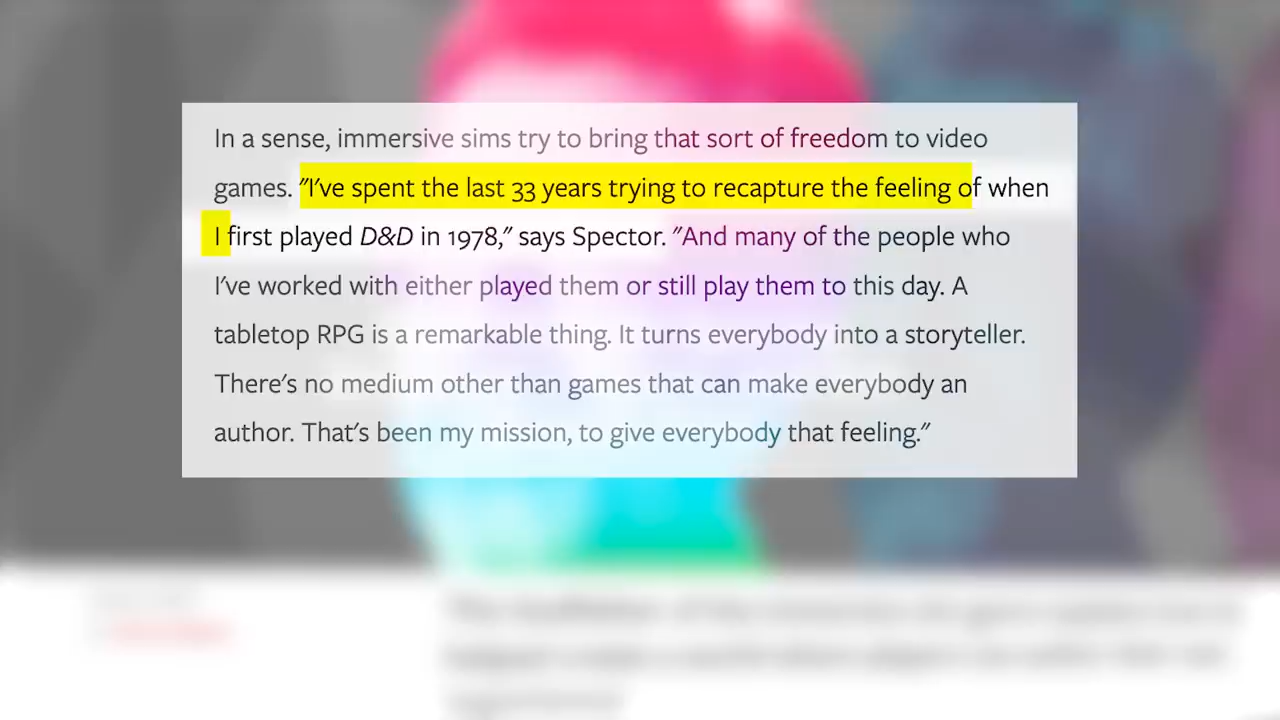 In a sense, immersive sims try to bring that sort of freedom to video
games. "I've spent the last 33 years trying to recapture the feeling of when
I first played D&D in 1978," says Spector. "And many of the people who
I've worked with either played them or still play them to this day. A
tabletop RPG is a remarkable thing. It turns everybody into a storyteller.
There's no medium other than games that can make everybody an
author. That's been my mission, to give everybody that feeling."